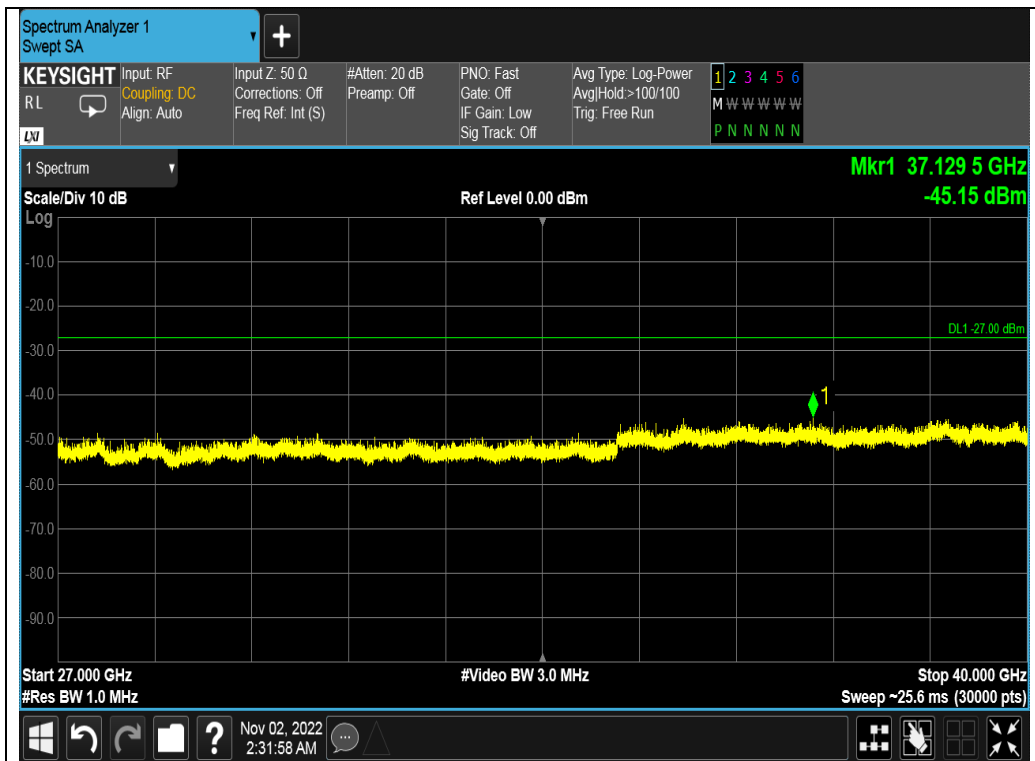 Spectrum Analyzer 1
Swept SA
KEYSIGHT
RL
LXI
Input: RF
Coupling: DC
Align: Auto
Input Z: 50 Ω
Corrections: Off
Freq Ref: Int (S)
#Atten: 20 dB
Preamp: Off
PNO: Fast
Gate: Off
IF Gain: Low
Sig Track: Off
Avg Type: Log-Power
Avg|Hold:>100/100
Trig: Free Run
1 2 3 4 5 6
M W W W W W
P N N N N N
1 Spectrum
Mkr1 37.129 5 GHz
-45.15 dBm
Scale/Div 10 dB
Ref Level 0.00 dBm
Log
-10.0
-20.0
DL1 -27.00 dBm
-30.0
-40.0
1
-50.0
-60.0
-70.0
-80.0
-90.0
Start 27.000 GHz
#Video BW 3.0 MHz
Stop 40.000 GHz
#Res BW 1.0 MHz
Sweep ~25.6 ms (30000 pts)
?
Nov 02, 2022
2:31:58 AM